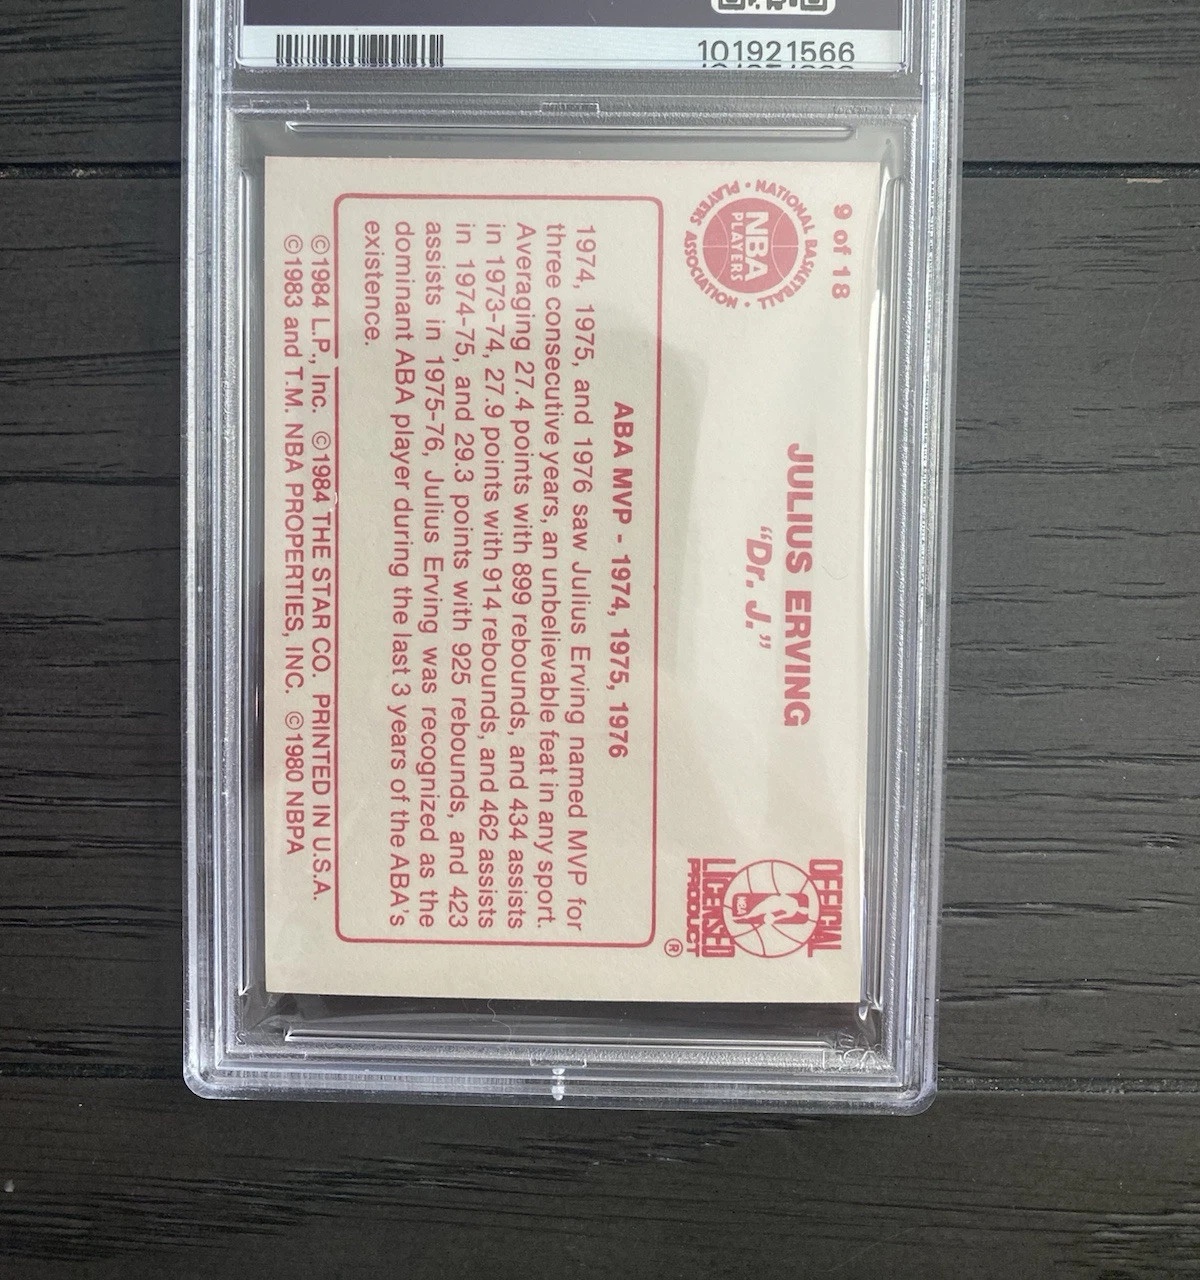 101921566
9 of 18
NATIONAL BASKETBALL PLAYERS ASSOCIATION
NBA
PLAYERS
JULIUS ERVING
"Dr. J."
OFFICIAL
NBA
LICENSED
PRODUCT
®
ABA MVP - 1974, 1975, 1976
1974, 1975, and 1976 saw Julius Erving named MVP for
three consecutive years, an unbelievable feat in any sport.
Averaging 27.4 points with 899 rebounds, and 434 assists
in 1973-74, 27.9 points with 914 rebounds, and 462 assists
in 1974-75, and 29.3 points with 925 rebounds, and 423
assists in 1975-76, Julius Erving was recognized as the
dominant ABA player during the last 3 years of the ABA's
existence.
©1984 L.P., Inc. ©1984 THE STAR CO. PRINTED IN U.S.A.
©1983 and T.M. NBA PROPERTIES, INC. ©1980 NBPA